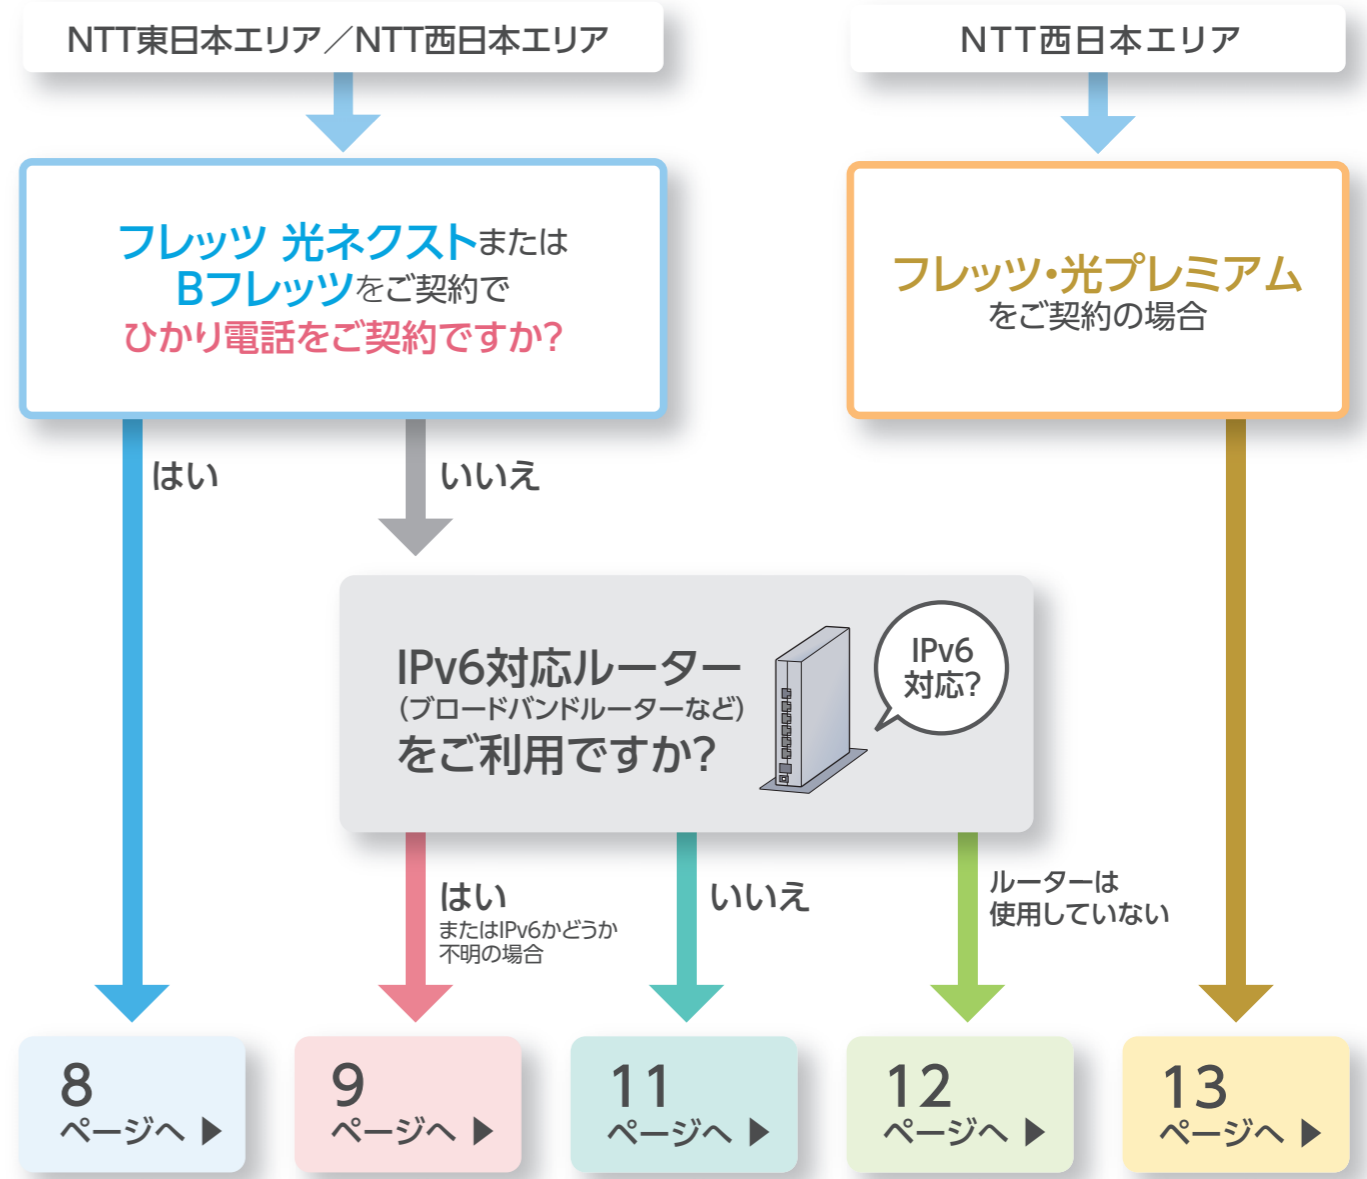 NTT東日本エリア／NTT西日本エリア
NTT西日本エリア
フレッツ 光ネクストまたは
Bフレッツをご契約で
ひかり電話をご契約ですか?
フレッツ・光プレミアム
をご契約の場合
はい
いいえ
IPv6対応ルーター
(ブロードバンドルーターなど)
をご利用ですか?
IPv6
対応?
はい
またはIPv6かどうか
不明の場合
いいえ
ルーターは
使用していない
8
ページへ ▶
9
ページへ ▶
11
ページへ ▶
12
ページへ ▶
13
ページへ ▶